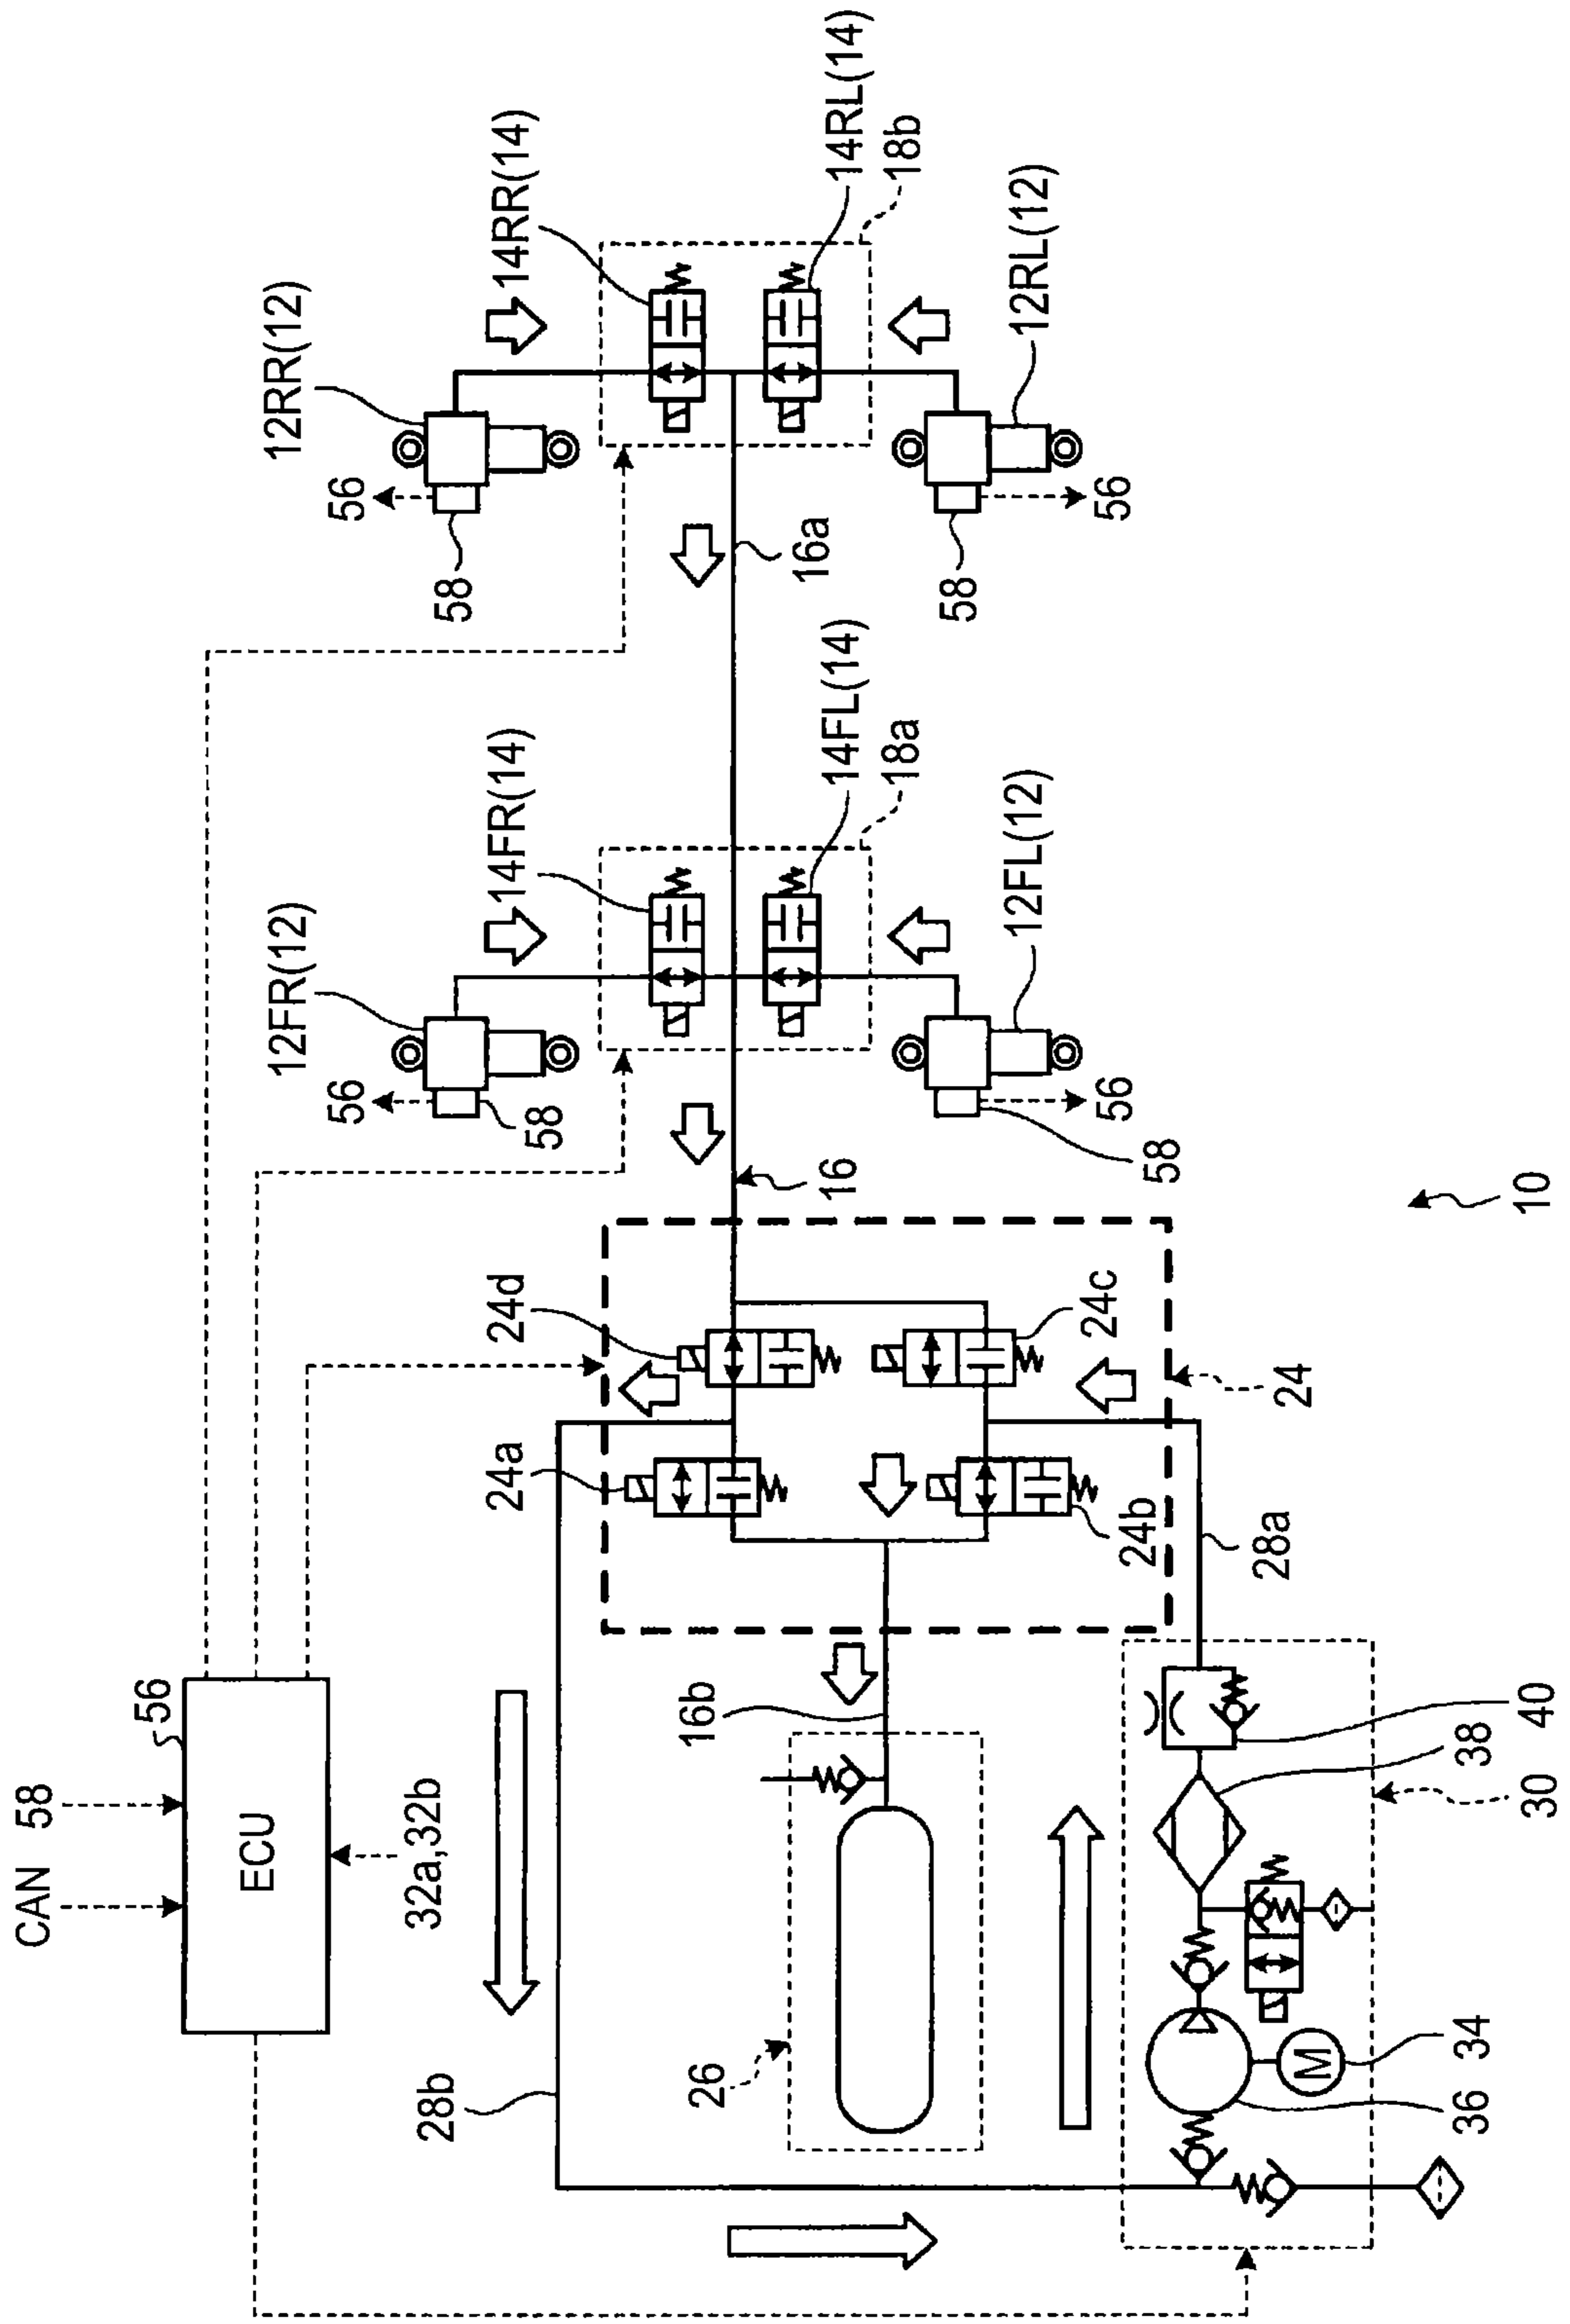 CAN 58
56
ECU
12FR(12)
12RR(12)
56
56
32a,32b
28b
58
58
24a
24d
14FR(14)
14RR(14)
16b
26
16a
16
14FL(14)
14RL(14)
18a
18b
58
12FL(12)
12RL(12)
24c
56
56
24b
58
28a
24
M
36
34
38
30
40
10